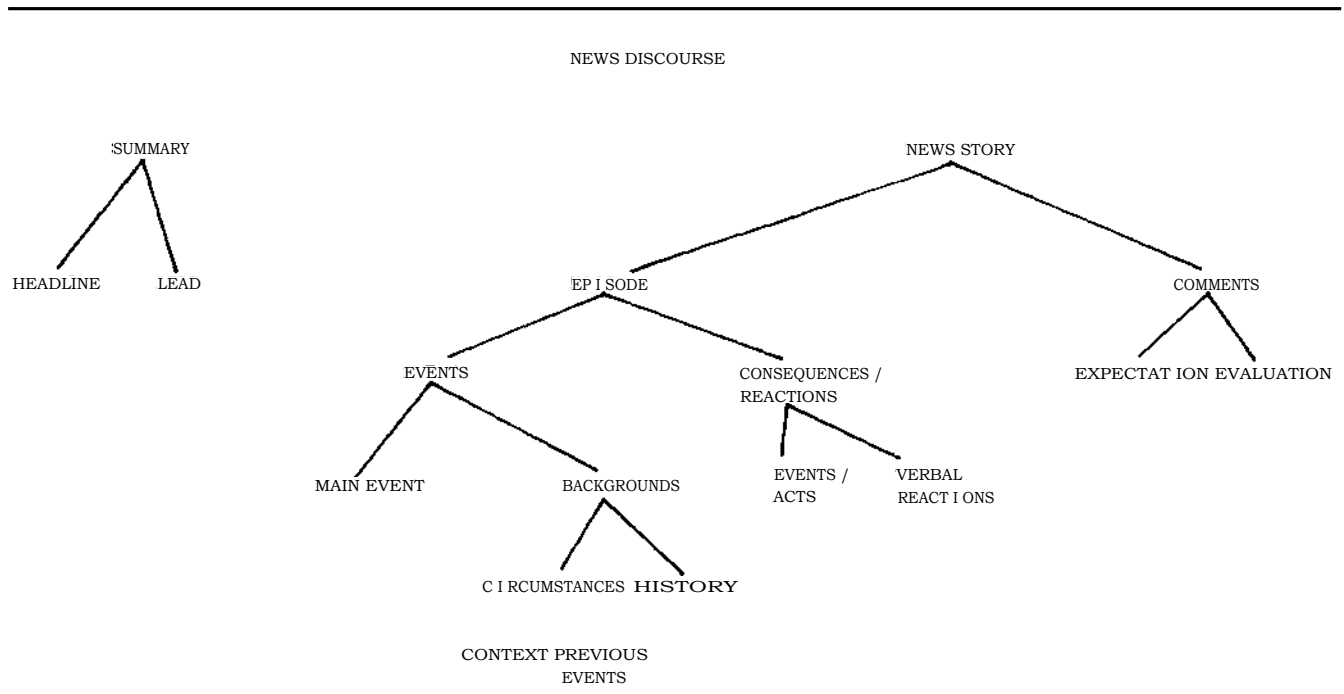 NEWS DISCOURSE
SUMMARY
NEWS STORY
HEADLINE
LEAD
EP I SODE
COMMENTS
EVENTS
CONSEQUENCES /
REACTIONS
EXPECTAT ION EVALUATION
MAIN EVENT
BACKGROUNDS
EVENTS /
ACTS
VERBAL
REACT I ONS
C I RCUMSTANCES HISTORY
CONTEXT PREVIOUS
EVENTS